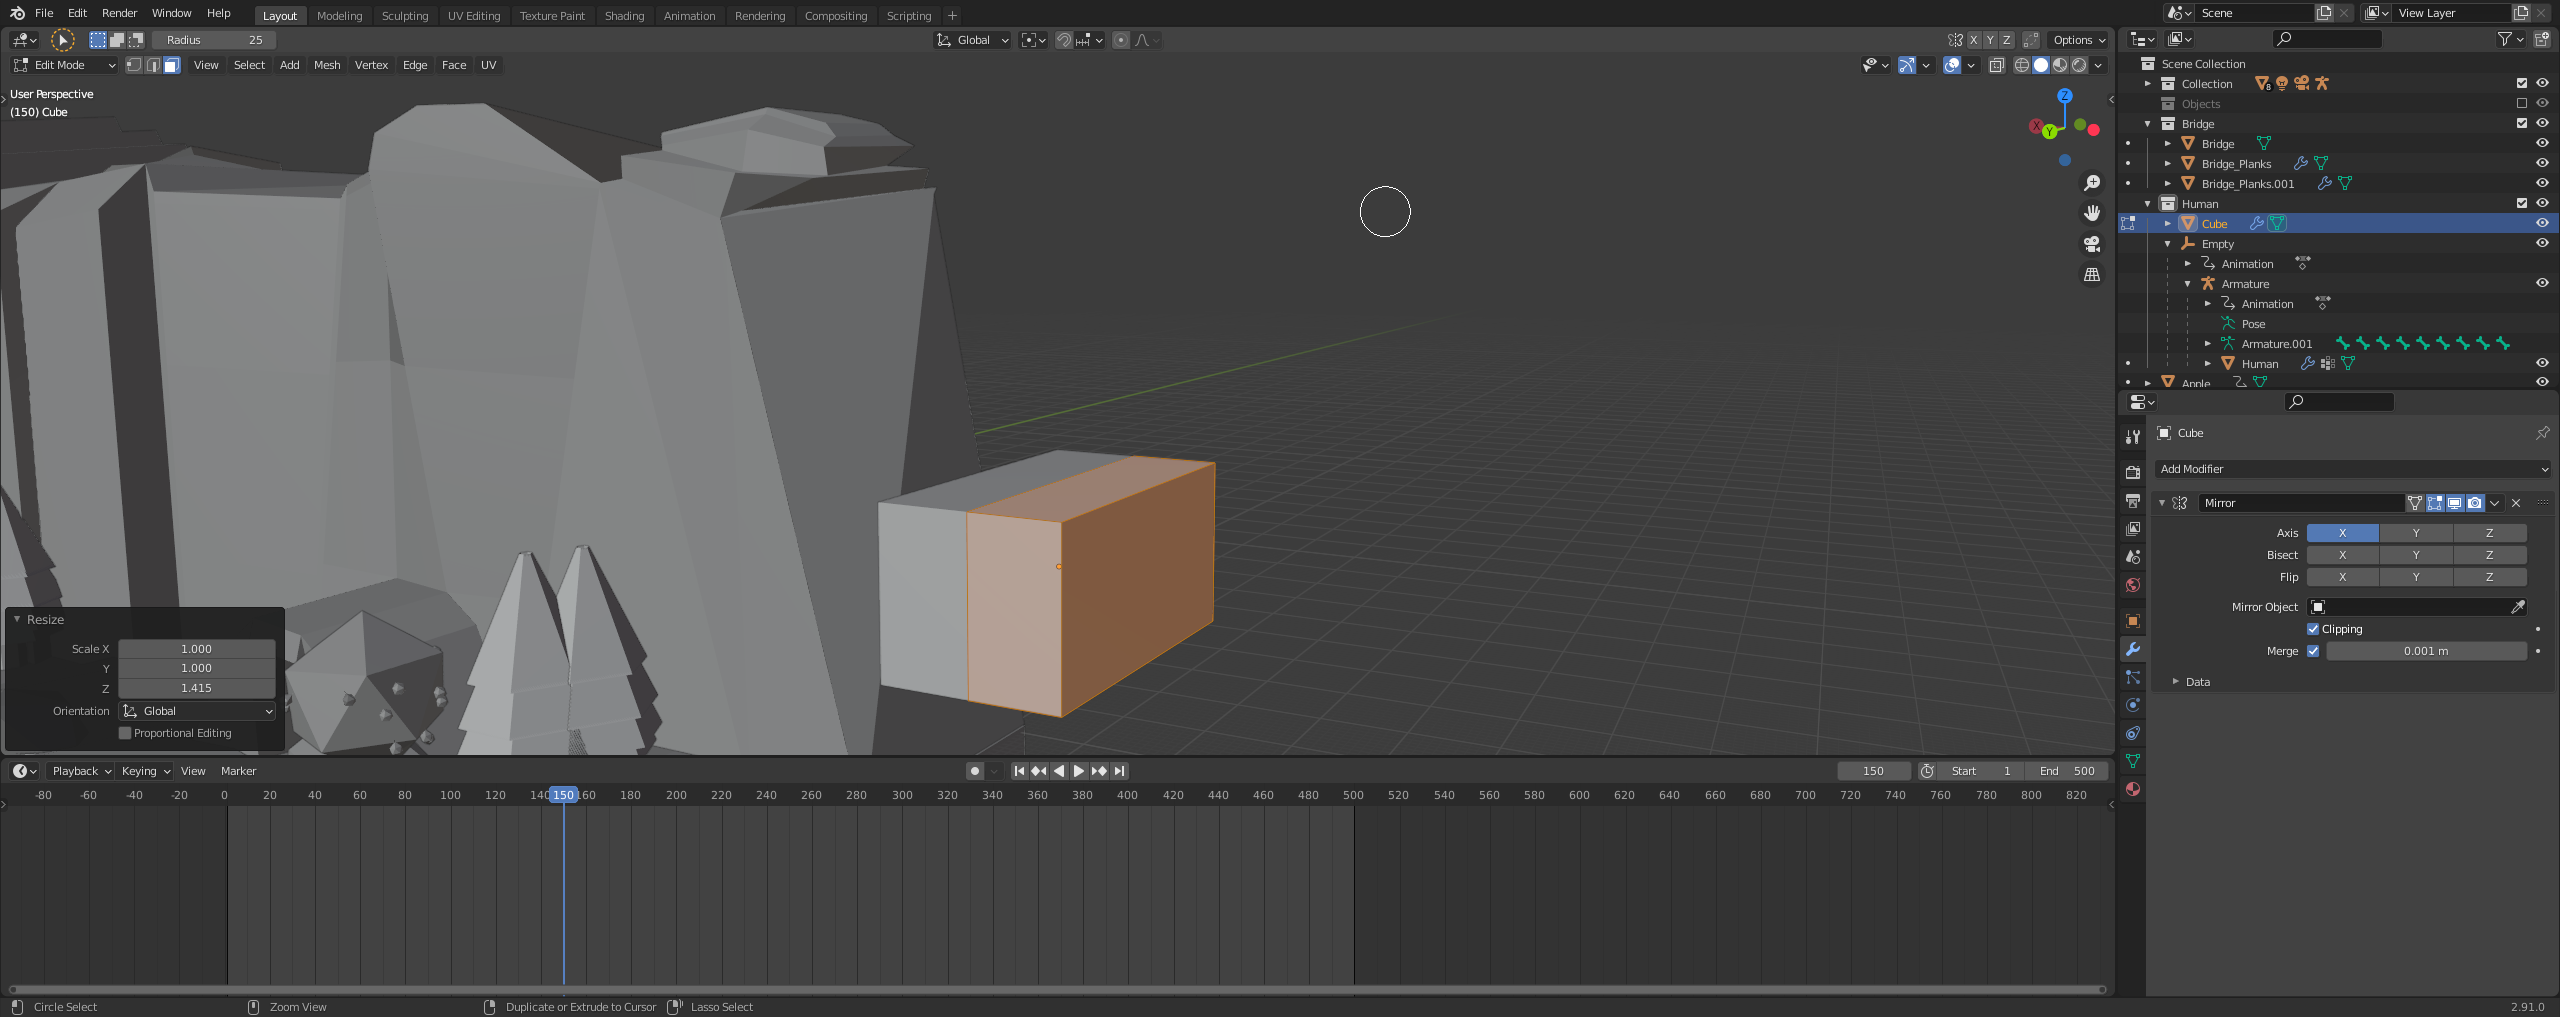 File Edit Render Window Help Layout Modeling Sculpting UV Editing Texture Paint Shading Animation Rendering Compositing Scripting + Scene View Layer
Radius 25 Global X Y Z Options
Edit Mode View Select Add Mesh Vertex Edge Face UV
User Perspective
(150) Cube
Z
X
Y
Scene Collection
Collection 8
Objects
Bridge
Bridge
Bridge_Planks
Bridge_Planks.001
Human
Cube
Empty
Animation
Armature
Animation
Pose
Armature.001
Human
Apple
Cube
Add Modifier
Mirror
Axis X Y Z
Bisect X Y Z
Flip X Y Z
Mirror Object
Clipping
Merge 0.001 m
Data
Resize
Scale X 1.000
Y 1.000
Z 1.415
Orientation Global
Proportional Editing
Playback Keying View Marker 150 Start 1 End 500
-80 -60 -40 -20 0 20 40 60 80 100 120 140 150 160 180 200 220 240 260 280 300 320 340 360 380 400 420 440 460 480 500 520 540 560 580 600 620 640 660 680 700 720 740 760 780 800 820
Circle Select Zoom View Duplicate or Extrude to Cursor Lasso Select 2.91.0